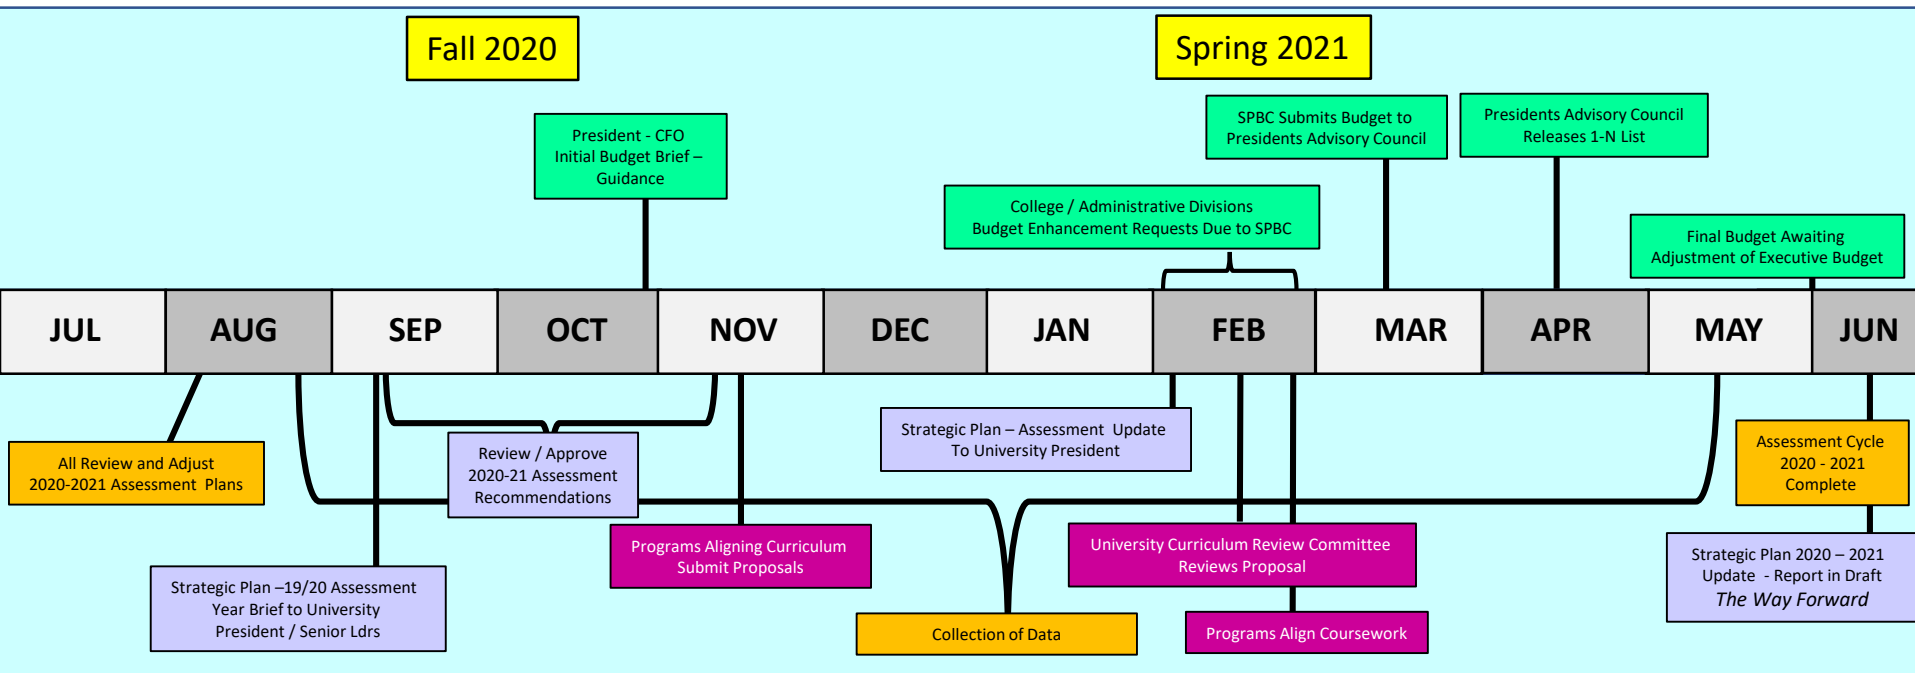 Fall 2020
Spring 2021
President - CFO
Initial Budget Brief –
Guidance
SPBC Submits Budget to
Presidents Advisory Council
Presidents Advisory Council
Releases 1-N List
College / Administrative Divisions
Budget Enhancement Requests Due to SPBC
Final Budget Awaiting
Adjustment of Executive Budget
JUL AUG SEP OCT NOV DEC JAN FEB MAR APR MAY JUN
All Review and Adjust
2020-2021 Assessment  Plans
Review / Approve
2020-21 Assessment
Recommendations
Strategic Plan – Assessment  Update
To University President
Assessment Cycle
2020 - 2021
Complete
Strategic Plan –19/20 Assessment
Year Brief to University
President / Senior Ldrs
Programs Aligning Curriculum
Submit Proposals
University Curriculum Review Committee
Reviews Proposal
Strategic Plan 2020 – 2021
Update  - Report in Draft
The Way Forward
Collection of Data
Programs Align Coursework